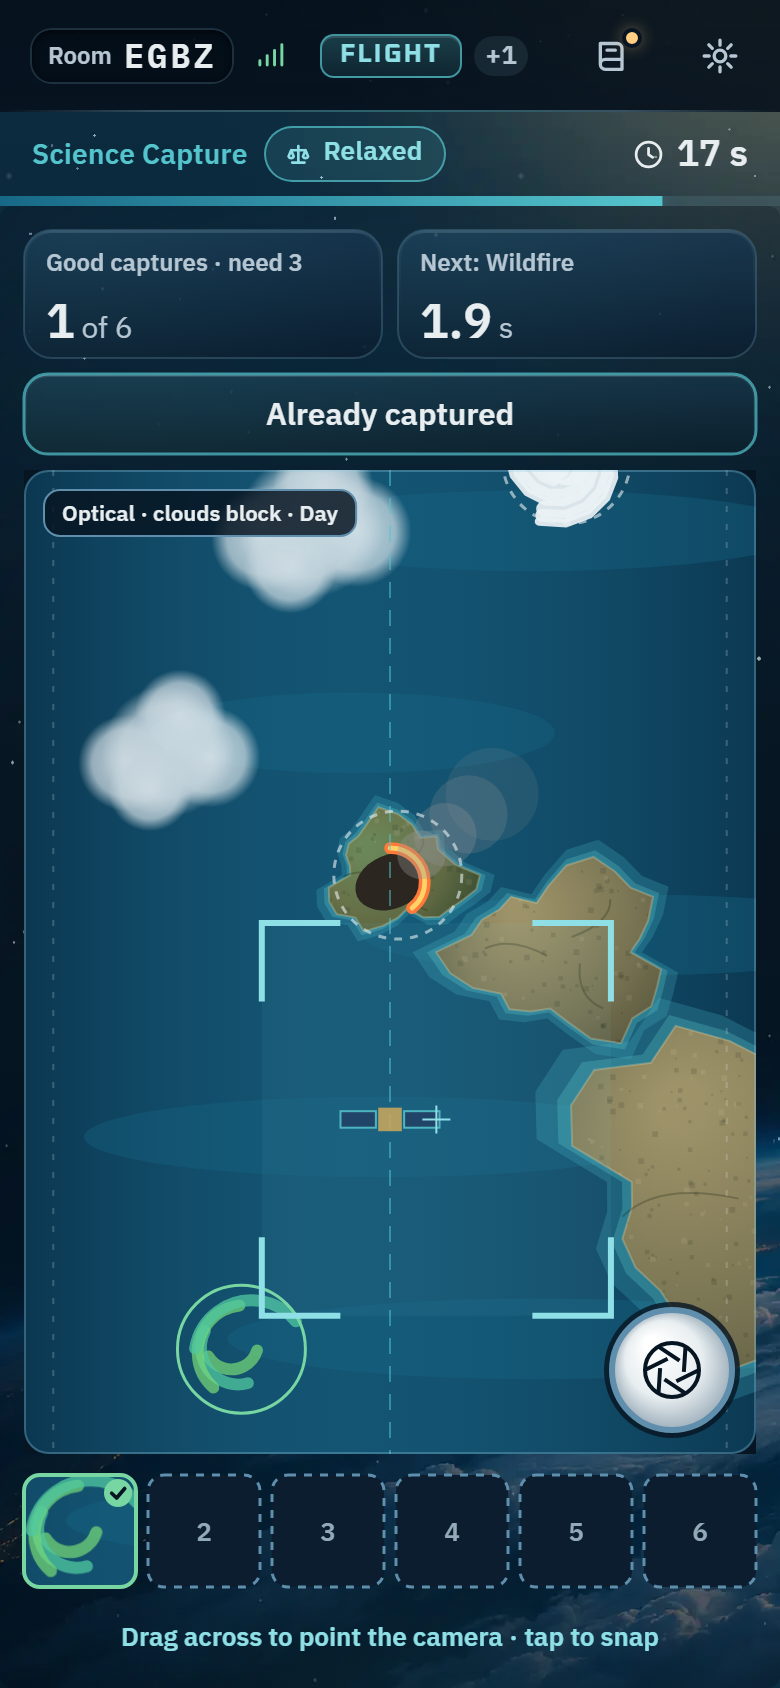 Room EGBZ
FLIGHT
+1
Science Capture
Relaxed
17 s
Good captures · need 3
1 of 6
Next: Wildfire
1.9 s
Already captured
Optical · clouds block · Day
2
3
4
5
6
Drag across to point the camera · tap to snap